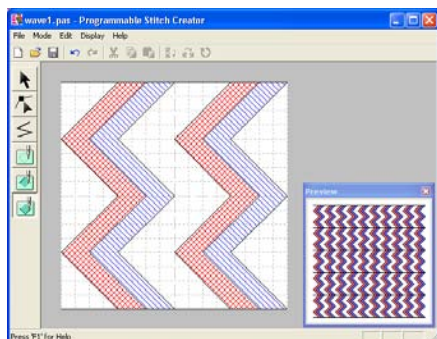 wave1.pas - Programmable Stitch Creator
File Mode Edit Display Help
Preview
Press "F1" for Help.